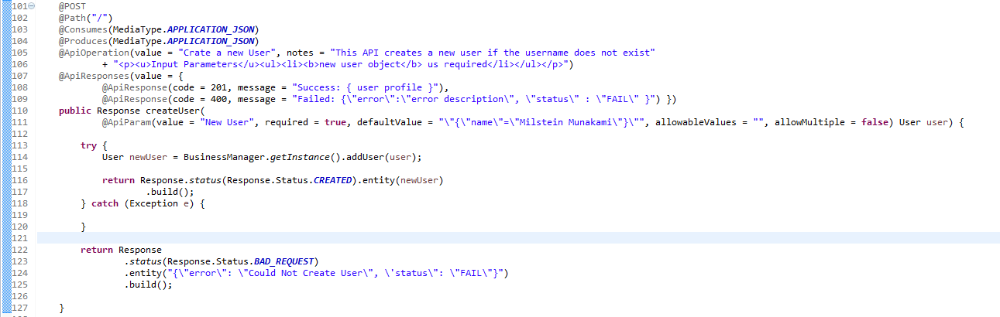 101 @POST
102 @Path("/")
103 @Consumes(MediaType.APPLICATION_JSON)
104 @Produces(MediaType.APPLICATION_JSON)
105 @ApiOperation(value = "Crate a new User", notes = "This API creates a new user if the username does not exist"
106 + "<p><u>Input Parameters</u><ul><li><b>new user object</b> us required</li></ul></p>")
107 @ApiResponses(value = {
108 @ApiResponse(code = 201, message = "Success: { user profile }"),
109 @ApiResponse(code = 400, message = "Failed: {\"error\":\"error description\", \"status\" : \"FAIL\" }") })
110 public Response createUser(
111 @ApiParam(value = "New User", required = true, defaultValue = "\"{\"name\"=\"Milstein Munakami\"}\"", allowableValues = "", allowMultiple = false) User user) {
112
113 try {
114 User newUser = BusinessManager.getInstance().addUser(user);
115
116 return Response.status(Response.Status.CREATED).entity(newUser)
117 .build();
118 } catch (Exception e) {
119
120 }
121
122 return Response
123 .status(Response.Status.BAD_REQUEST)
124 .entity("{\"error\": \"Could Not Create User\", \'status\": \"FAIL\"}")
125 .build();
126
127 }